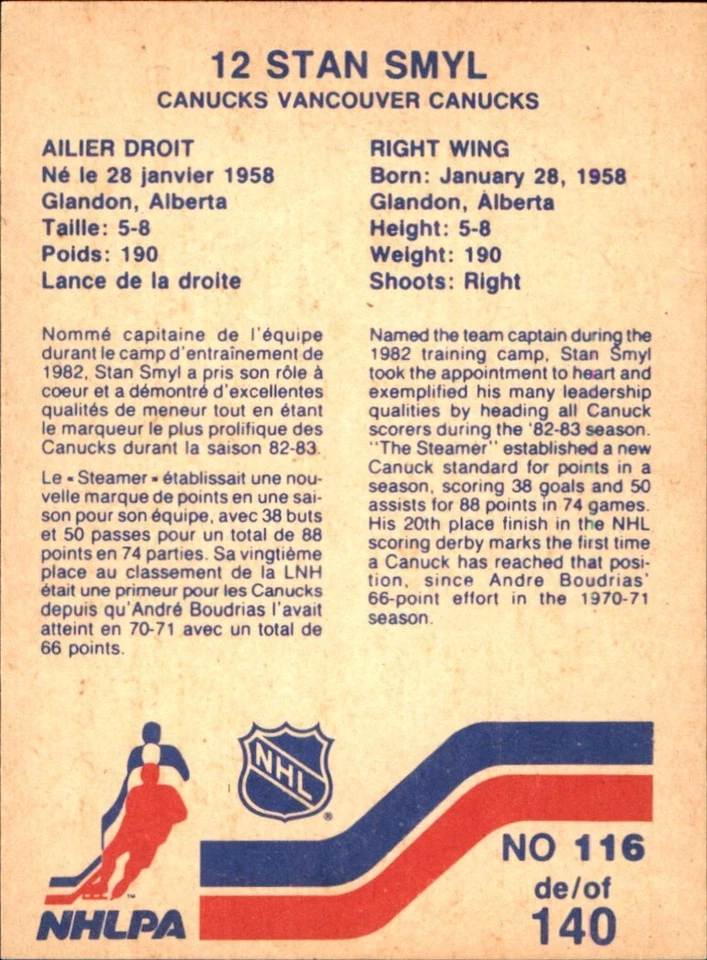 12 STAN SMYL
CANUCKS VANCOUVER CANUCKS
AILIER DROIT
Né le 28 janvier 1958
Glandon, Alberta
Taille: 5-8
Poids: 190
Lance de la droite
Nommé capitaine de l'équipe
durant le camp d'entraînement de
1982, Stan Smyl a pris son rôle à
coeur et a démontré d'excellentes
qualités de meneur tout en étant
le marqueur le plus prolifique des
Canucks durant la saison 82-83.
Le «Steamer» établissait une nou-
velle marque de points en une sai-
son pour son équipe, avec 38 buts
et 50 passes pour un total de 88
points en 74 parties. Sa vingtième
place au classement de la LNH
était une primeur pour les Canucks
depuis qu'André Boudrias l'avait
atteint en 70-71 avec un total de
66 points.
RIGHT WING
Born: January 28, 1958
Glandon, Alberta
Height: 5-8
Weight: 190
Shoots: Right
Named the team captain during the
1982 training camp, Stan Smyl
took the appointment to heart and
exemplified his many leadership
qualities by heading all Canuck
scorers during the '82-83 season.
"The Steamer" established a new
Canuck standard for points in a
season, scoring 38 goals and 50
assists for 88 points in 74 games.
His 20th place finish in the NHL
scoring derby marks the first time
a Canuck has reached that posi-
tion, since Andre Boudrias'
66-point effort in the 1970-71
season.
NHL
®
NO 116
de/of
140
™
NHLPA